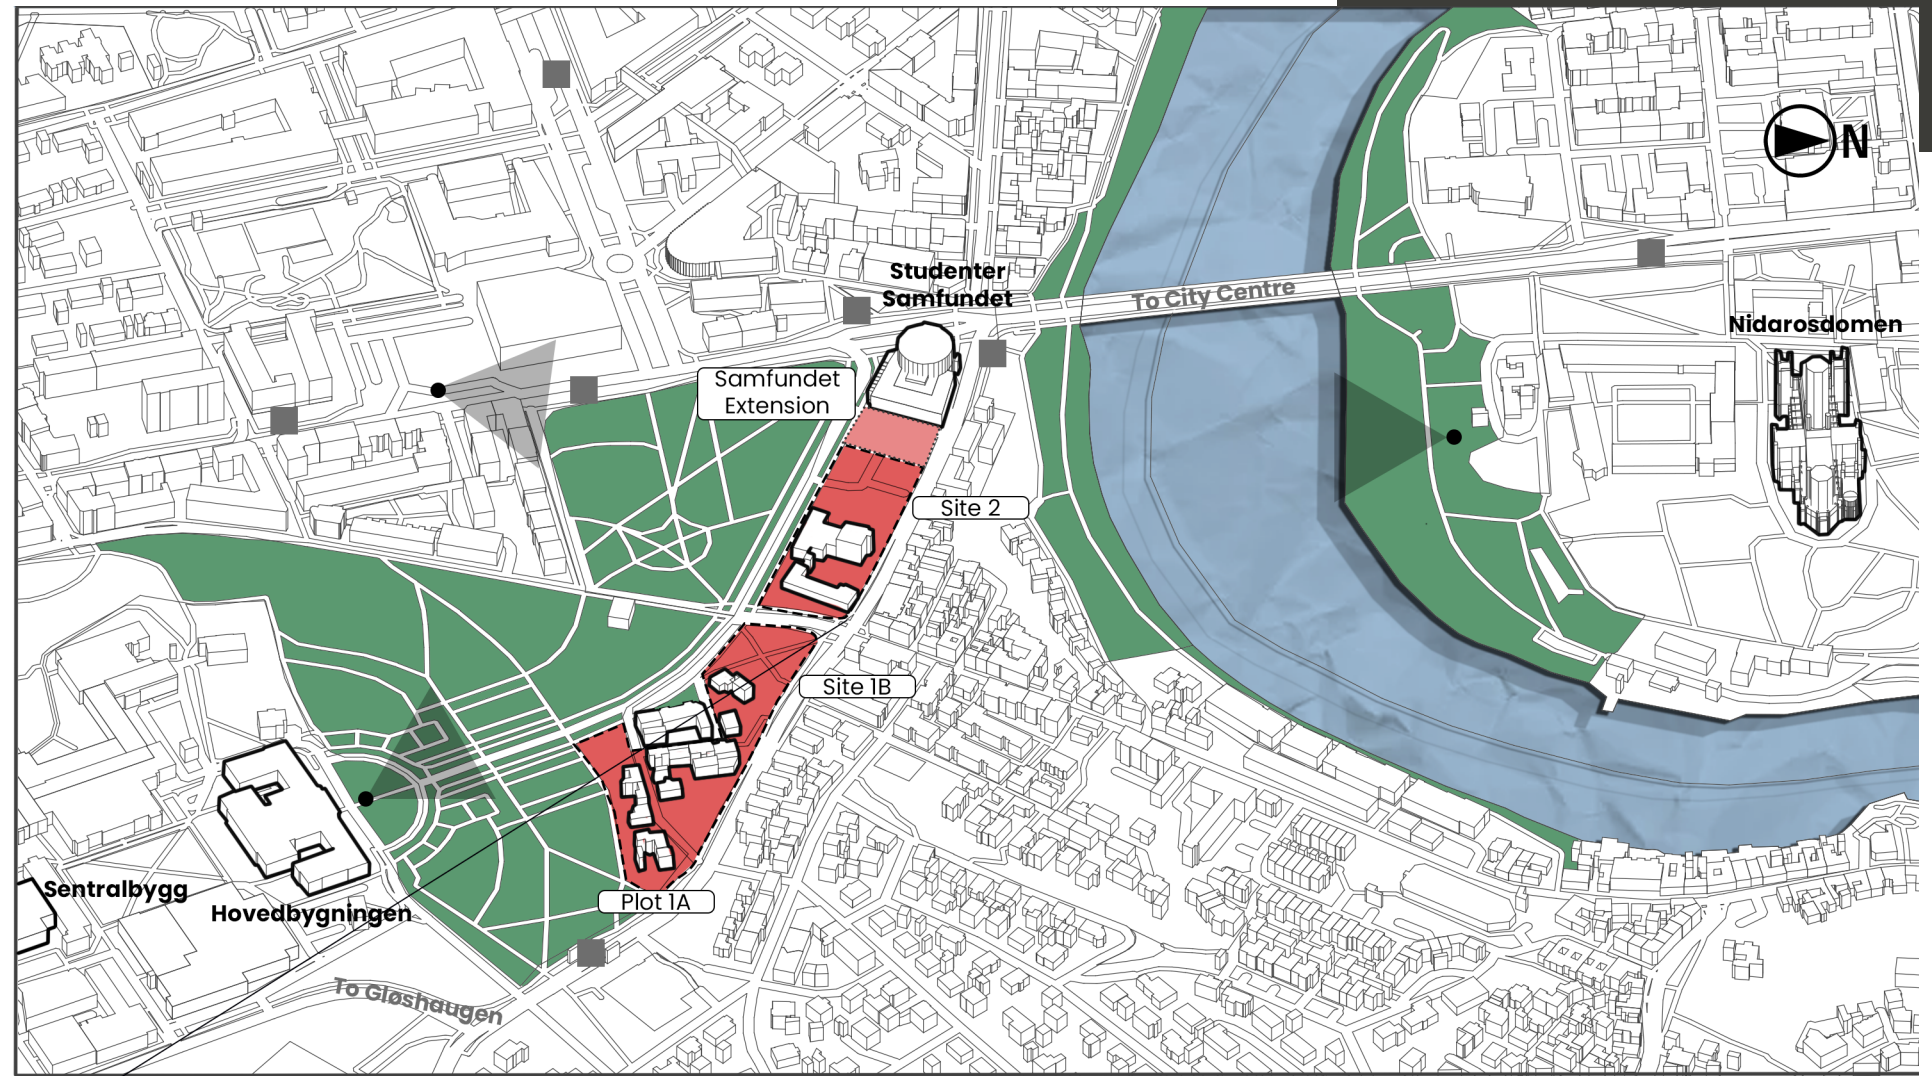 N
Studenter
Samfundet
To City Centre
Nidarosdomen
Samfundet
Extension
Site 2
Site 1B
Sentralbygg
Hovedbygningen
Plot 1A
To Gløshaugen